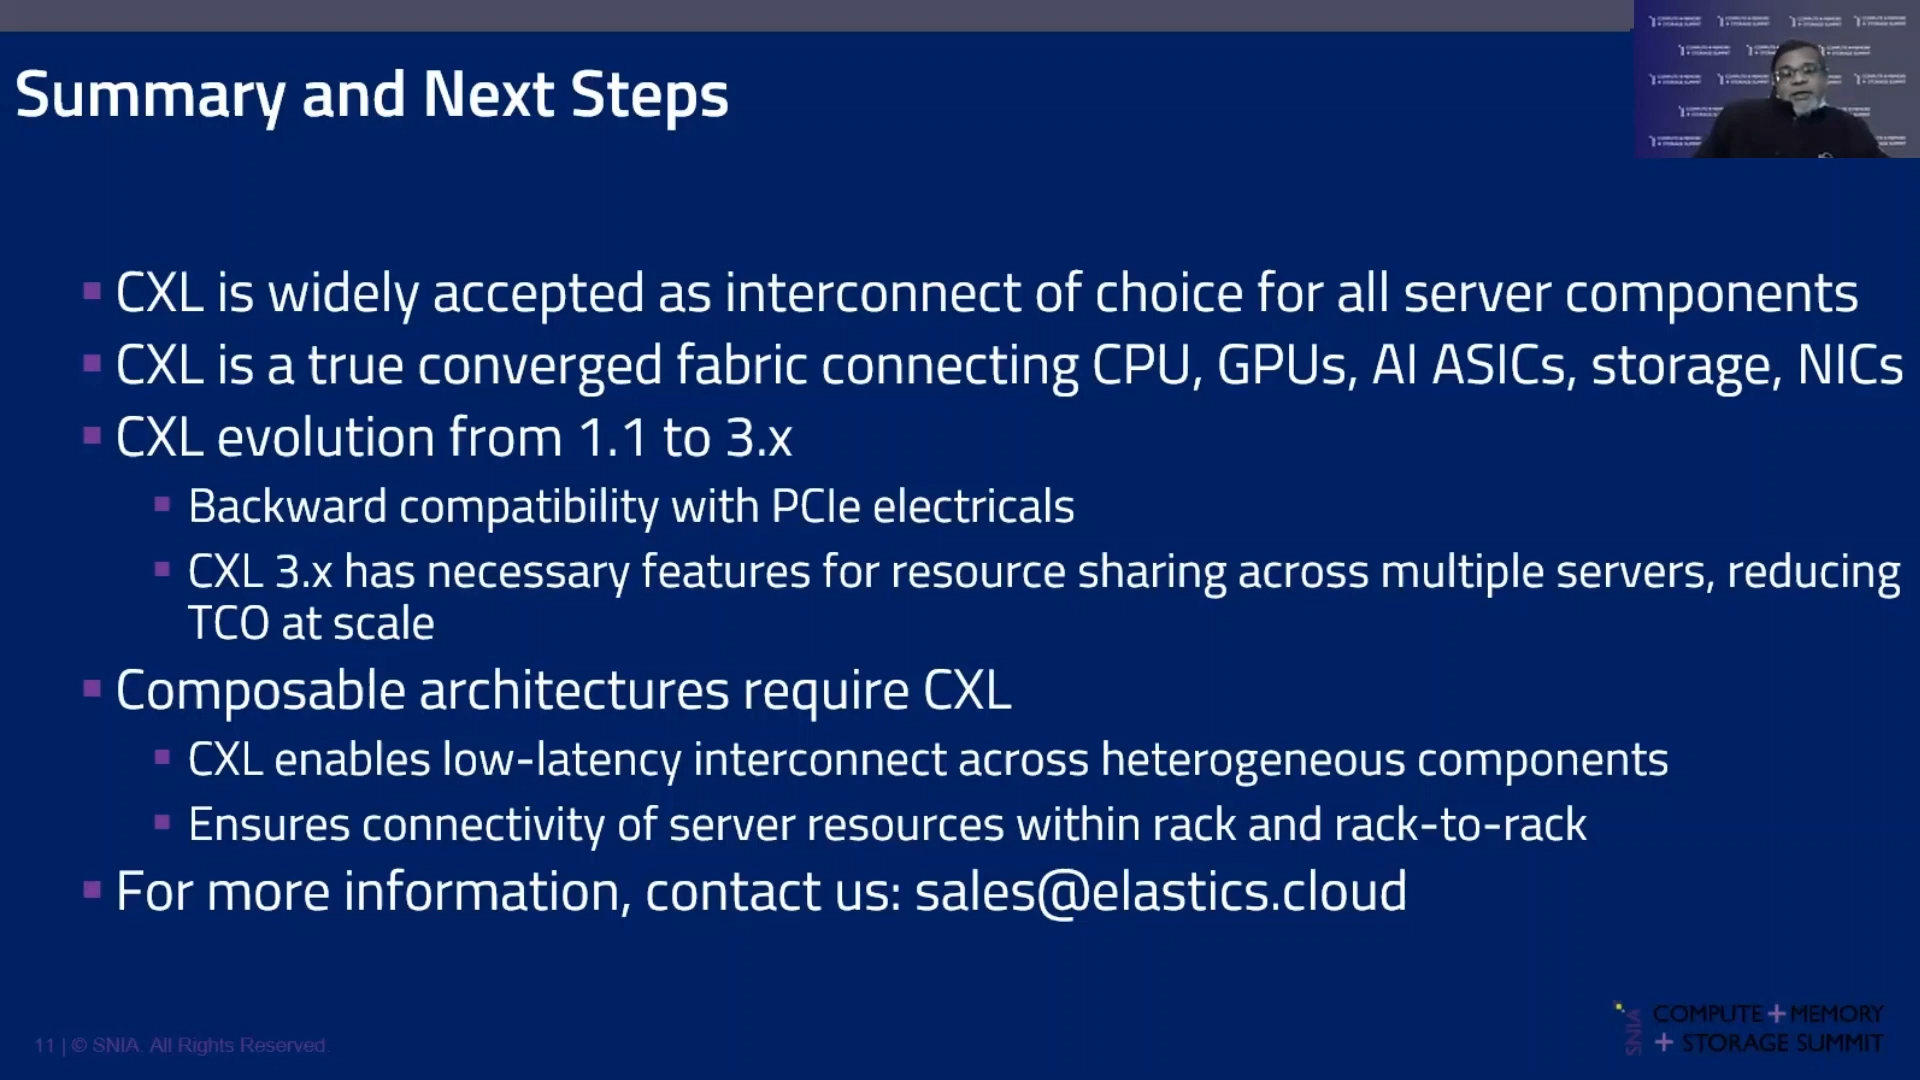 Summary and Next Steps
CXL is widely accepted as interconnect of choice for all server components
CXL is a true converged fabric connecting CPU, GPUs, AI ASICs, storage, NICs
CXL evolution from 1.1 to 3.x
Backward compatibility with PCIe electricals
CXL 3.x has necessary features for resource sharing across multiple servers, reducing
TCO at scale
Composable architectures require CXL
CXL enables low-latency interconnect across heterogeneous components
Ensures connectivity of server resources within rack and rack-to-rack
For more information, contact us: sales@elastics.cloud
11 | © SNIA. All Rights Reserved.
SNIA
COMPUTE + MEMORY
+ STORAGE SUMMIT